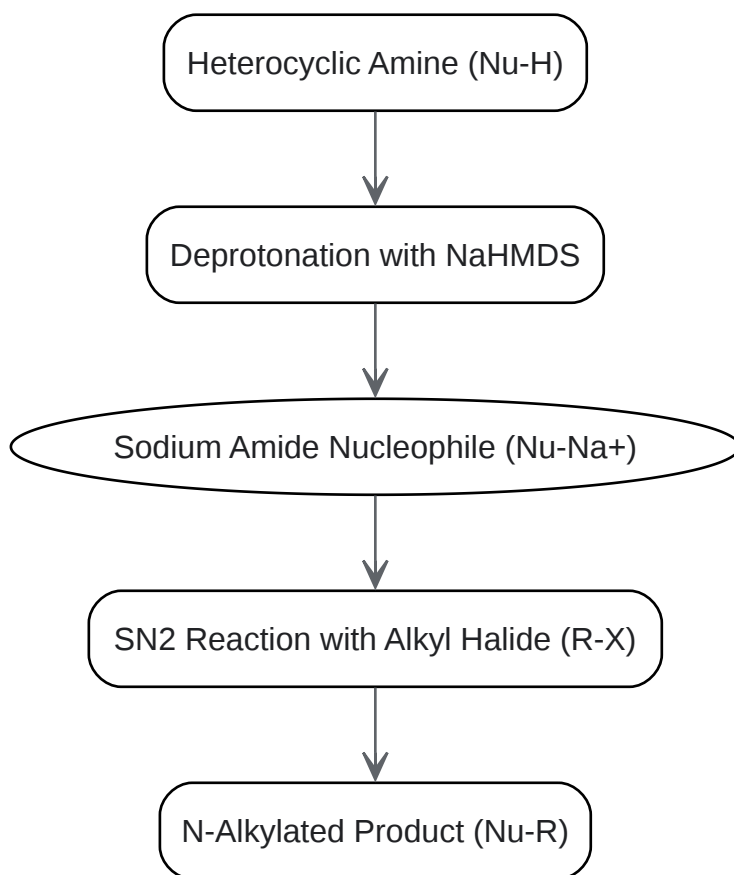 Heterocyclic Amine (Nu-H)
Deprotonation with NaHMDS
Sodium Amide Nucleophile (Nu-Na+)
SN2 Reaction with Alkyl Halide (R-X)
N-Alkylated Product (Nu-R)